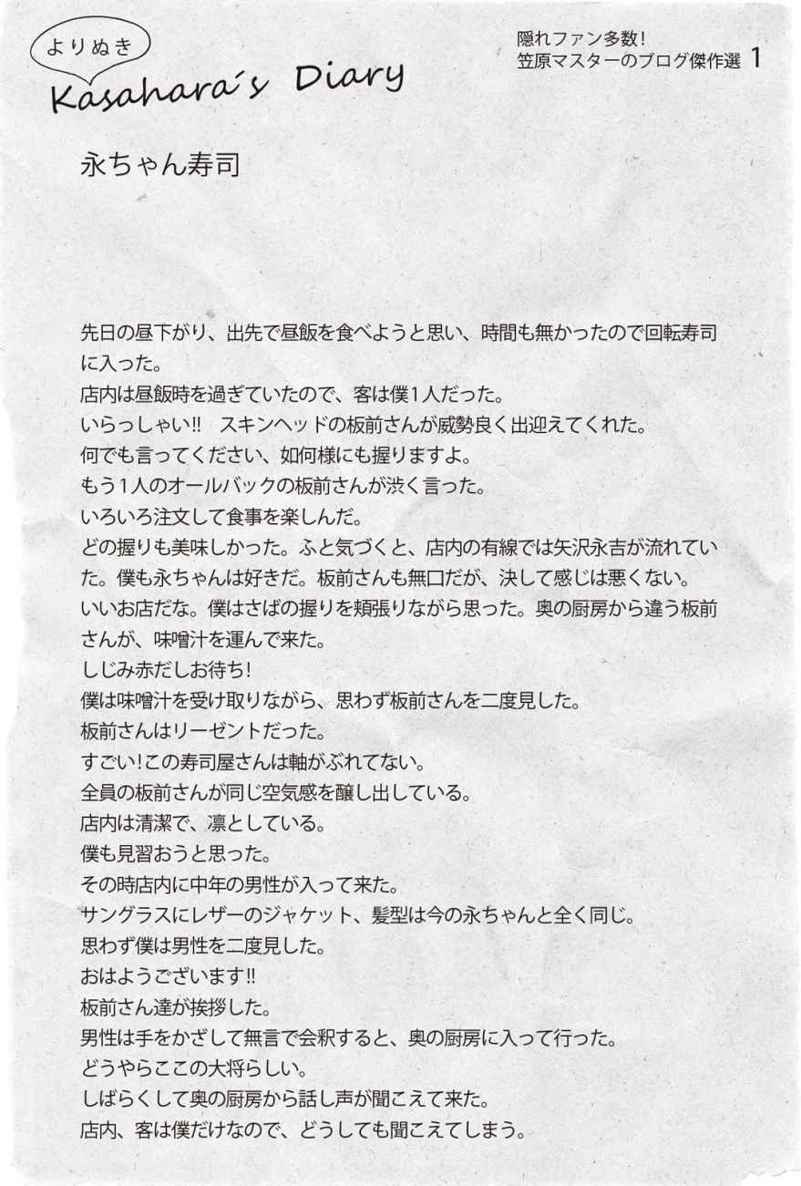 よりぬき
Kasahara´s Diary
隠れファン多数!
笠原マスターのブログ傑作選 1
永ちゃん寿司
先日の昼下がり、出先で昼飯を食べようと思い、時間も無かったので回転寿司
に入った。
店内は昼飯時を過ぎていたので、客は僕1人だった。
いらっしゃい!!　スキンヘッドの板前さんが威勢良く出迎えてくれた。
何でも言ってください、如何様にも握りますよ。
もう1人のオールバックの板前さんが渋く言った。
いろいろ注文して食事を楽しんだ。
どの握りも美味しかった。ふと気づくと、店内の有線では矢沢永吉が流れてい
た。僕も永ちゃんは好きだ。板前さんも無口だが、決して感じは悪くない。
いいお店だな。僕はさばの握りを頬張りながら思った。奥の厨房から違う板前
さんが、味噌汁を運んで来た。
しじみ赤だしお待ち!
僕は味噌汁を受け取りながら、思わず板前さんを二度見した。
板前さんはリーゼントだった。
すごい!この寿司屋さんは軸がぶれてない。
全員の板前さんが同じ空気感を醸し出している。
店内は清潔で、凛としている。
僕も見習おうと思った。
その時店内に中年の男性が入って来た。
サングラスにレザーのジャケット、髪型は今の永ちゃんと全く同じ。
思わず僕は男性を二度見した。
おはようございます!!
板前さん達が挨拶した。
男性は手をかざして無言で会釈すると、奥の厨房に入って行った。
どうやらここの大将らしい。
しばらくして奥の厨房から話し声が聞こえて来た。
店内、客は僕だけなので、どうしても聞こえてしまう。